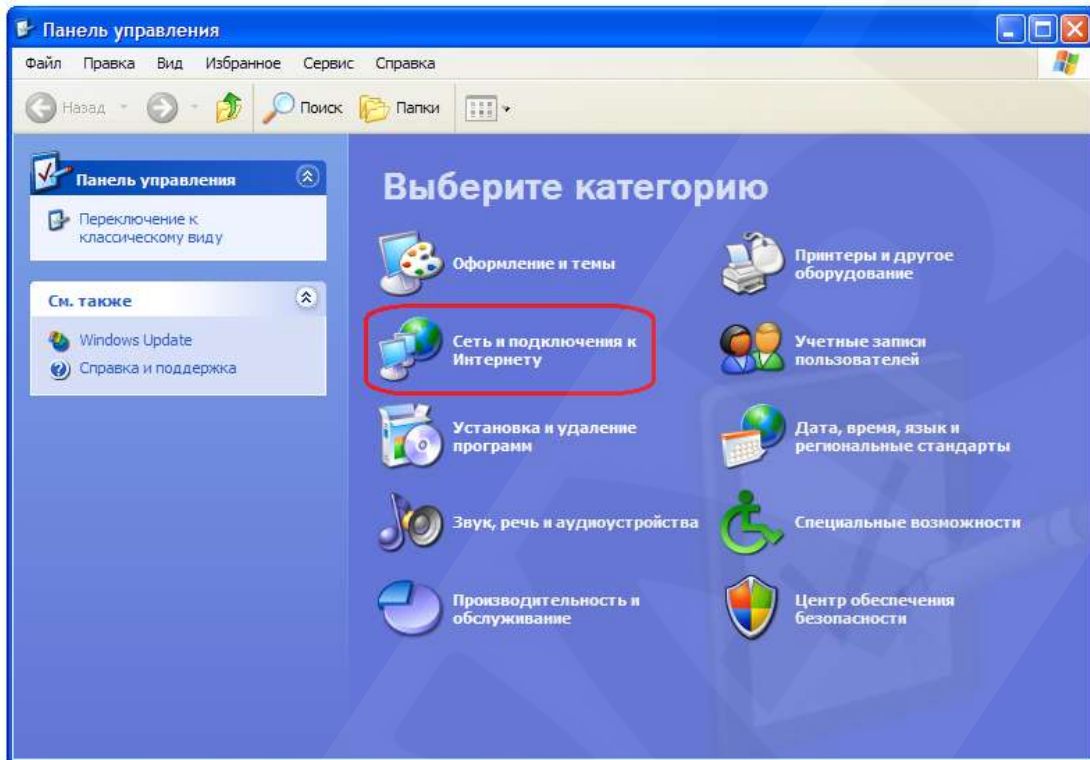 Панель управления
Файл Правка Вид Избранное Сервис Справка
Назад Поиск Папки
Панель управления
Переключение к
классическому виду
См. также
Windows Update
Справка и поддержка
Выберите категорию
Оформление и темы
Принтеры и другое
оборудование
Сеть и подключения к
Интернету
Учетные записи
пользователей
Установка и удаление
программ
Дата, время, язык и
региональные стандарты
Звук, речь и аудиоустройства
Специальные возможности
Производительность и
обслуживание
Центр обеспечения
безопасности